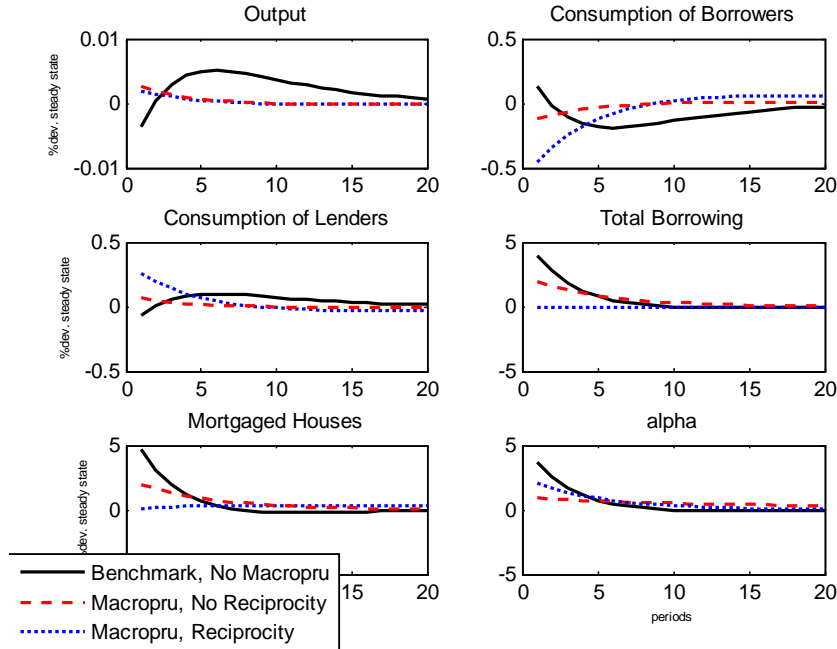 Output
Consumption of Borrowers
0.01
0
-0.01
%dev. steady state
0 5 10 15 20
0.5
0
-0.5
0 5 10 15 20
Consumption of Lenders
Total Borrowing
0.5
0
-0.5
%dev. steady state
0 5 10 15 20
5
0
-5
0 5 10 15 20
Mortgaged Houses
alpha
5
0
%dev. steady state
15 20
5
0
-5
0 5 10 15 20
periods
Benchmark, No Macropru
Macropru, No Reciprocity
Macropru, Reciprocity